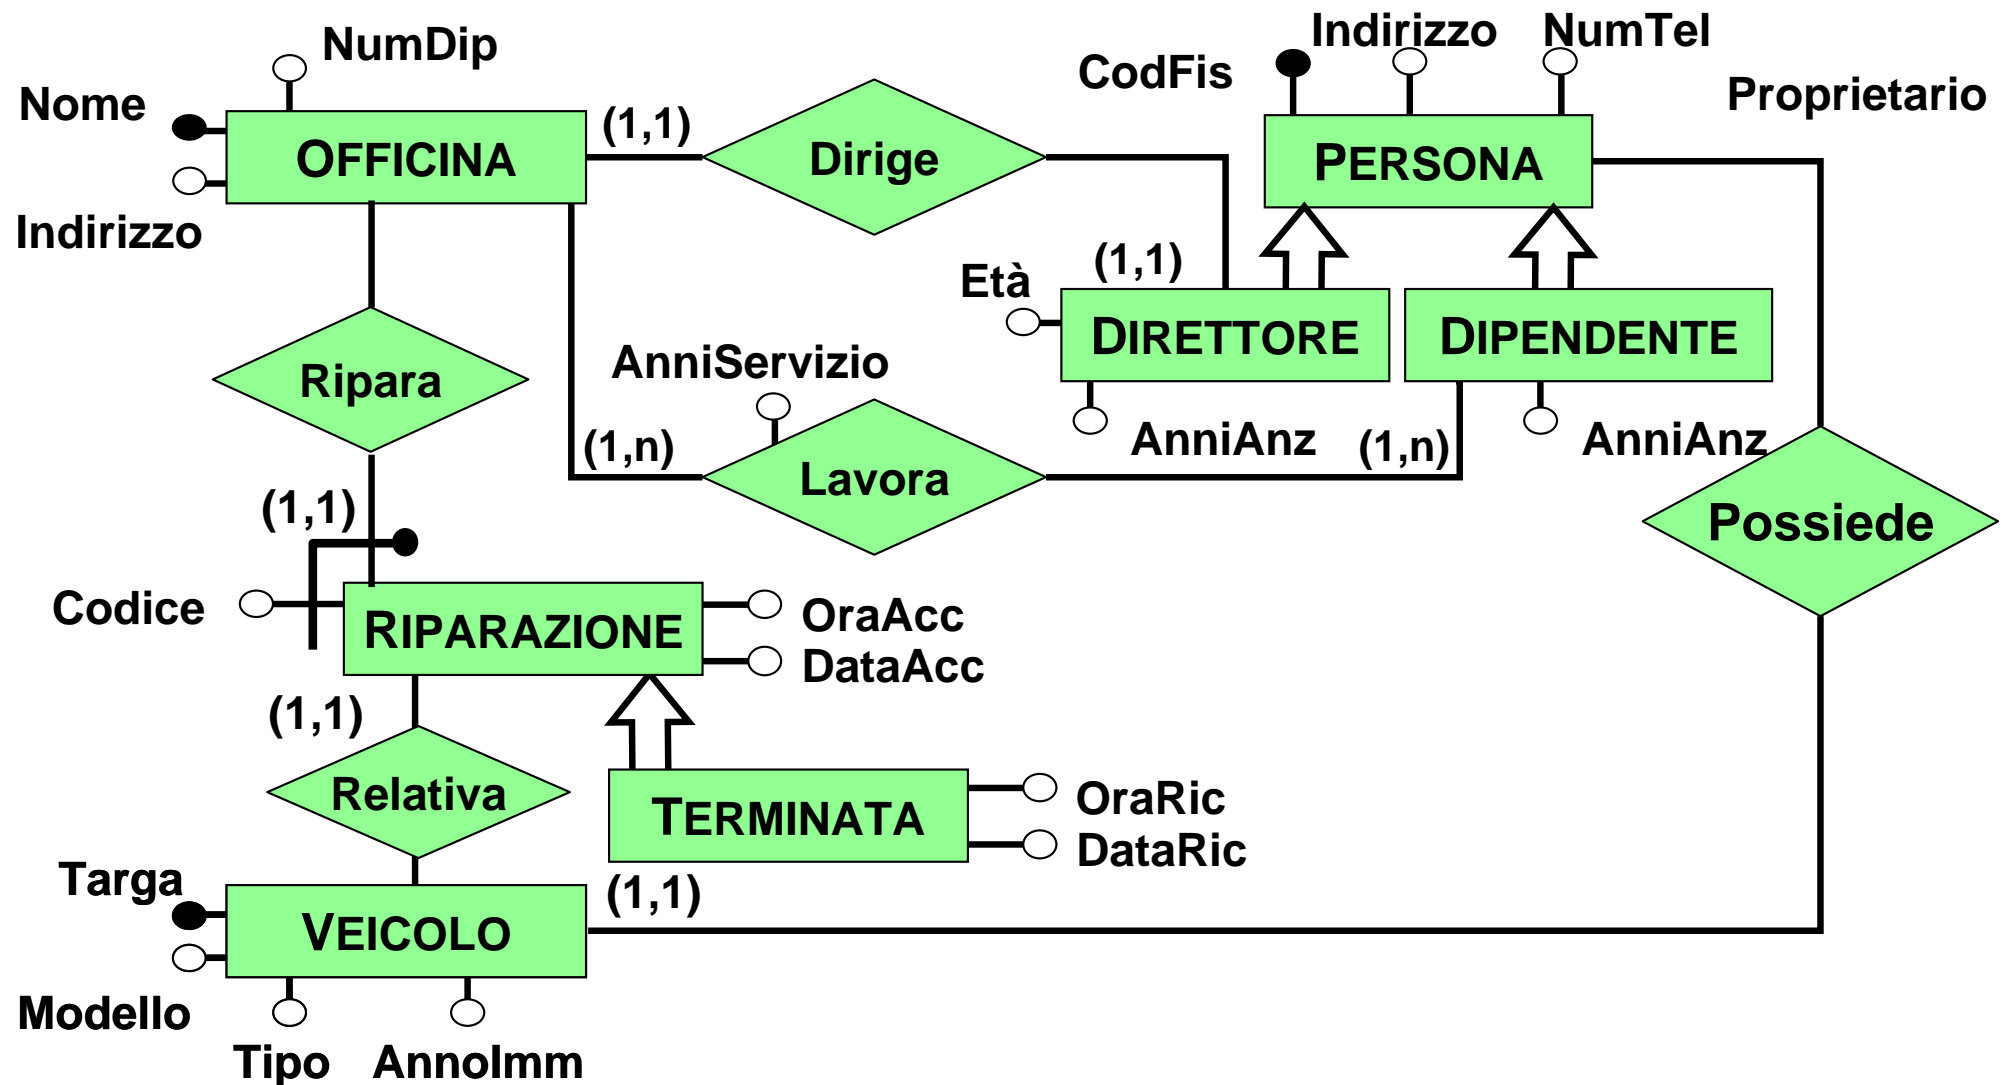 NumDip
Indirizzo
NumTel
CodFis
Proprietario
Nome
(1,1)
OFFICINA
Dirige
PERSONA
Indirizzo
Età
(1,1)
DIRETTORE
DIPENDENTE
Ripara
AnniServizio
AnniAnz
AnniAnz
(1,n)
(1,n)
Lavora
Possiede
(1,1)
Codice
RIPARAZIONE
OraAcc
DataAcc
(1,1)
Relativa
TERMINATA
OraRic
DataRic
Targa
(1,1)
VEICOLO
Modello
Tipo
AnnoImm